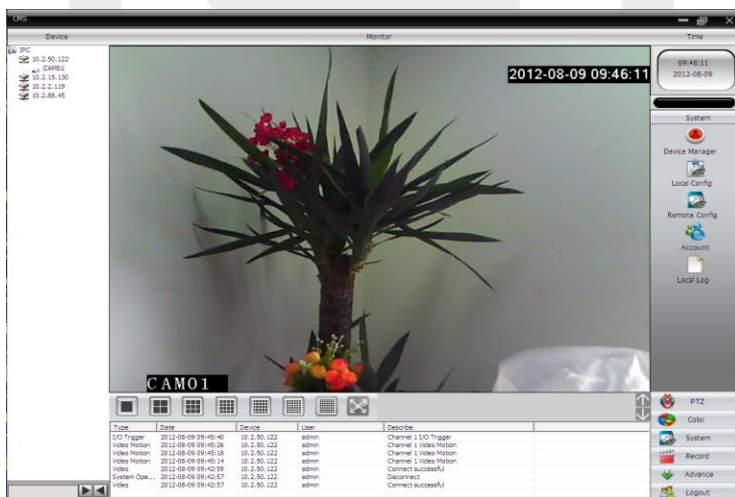 CMS
Device Monitor Time
IPC
10.2.50.122
CAM01
10.2.15.130
10.2.2.119
10.2.88.45
2012-08-09 09:46:11
CAM01
09:46:11
2012-08-09
System
Device Manager
Local Config
Remote Config
Account
Local Log
PTZ
Color
System
Record
Advance
Logout
Type Date Device User Describe
I/O Trigger 2012-08-09 09:45:40 10.2.50.122 admin Channel 1 I/O Trigger
Video Motion 2012-08-09 09:45:26 10.2.50.122 admin Channel 1 Video Motion
Video Motion 2012-08-09 09:45:18 10.2.50.122 admin Channel 1 Video Motion
Video Motion 2012-08-09 09:45:14 10.2.50.122 admin Channel 1 Video Motion
Video 2012-08-09 09:42:59 10.2.50.122 admin Connect successful
System Ope... 2012-08-09 09:42:57 10.2.50.122 admin Disconnect
Video 2012-08-09 09:42:57 10.2.50.122 admin Connect successful